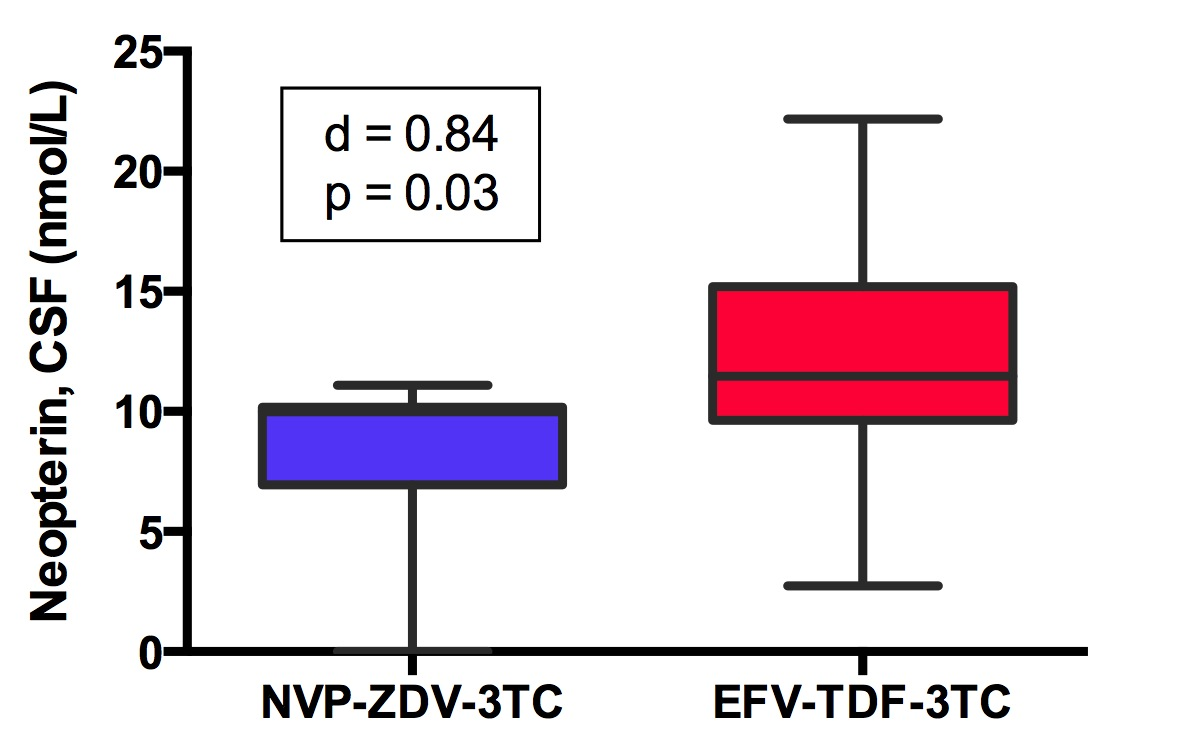 Neopterin, CSF (nmol/L)
25
20
15
10
5
0
d = 0.84
p = 0.03
NVP-ZDV-3TC
EFV-TDF-3TC